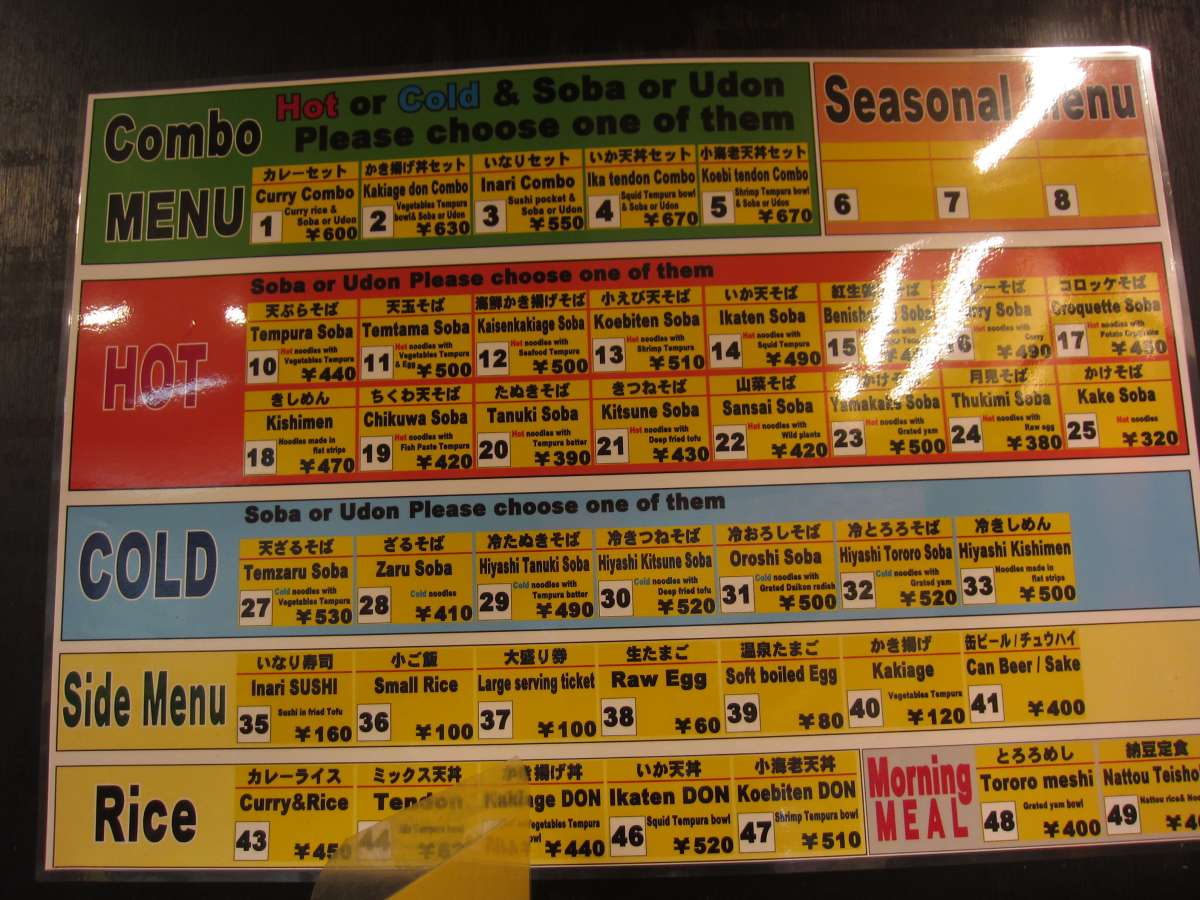 Combo
MENU
Hot or Cold & Soba or Udon
Please choose one of them
カレーセット
Curry Combo
Curry rice &
Soba or Udon
1
¥600
かき揚げ丼セット
Kakiage don Combo
Vegetables Tempura
bowl& Soba or Udon
2
¥630
いなりセット
Inari Combo
Sushi pocket &
Soba or Udon
3
¥550
いか天丼セット
Ika tendon Combo
Squid Tempura bowl
& Soba or Udon
4
¥670
小海老天丼セット
Koebi tendon Combo
Shrimp Tempura bowl
& Soba or Udon
5
¥670
Seasonal Menu
6
7
8
HOT
Soba or Udon Please choose one of them
天ぷらそば
Tempura Soba
Hot noodles with
Vegetables Tempura
10
¥440
天玉そば
Temtama Soba
Hot noodles with
Vegetables Tempura
& Egg
11
¥500
海鮮かき揚げそば
Kaisenkakiage Soba
Hot noodles with
Seafood Tempura
12
¥500
小えび天そば
Koebiten Soba
Hot noodles with
Shrimp Tempura
13
¥510
いか天そば
Ikaten Soba
Hot noodles with
Squid Tempura
14
¥490
Soba
15
Soba
Curry
¥490
コロッケそば
Croquette Soba
Hot noodles with
17
¥450
きしめん
Kishimen
Noodles made in
flat strips
18
¥470
ちくわ天そば
Chikuwa Soba
Hot noodles with
Fish Paste Tempura
19
¥420
たぬきそば
Tanuki Soba
Hot noodles with
Tempura batter
20
¥390
きつねそば
Kitsune Soba
Hot noodles with
Deep fried tofu
21
¥430
山菜そば
Sansai Soba
Hot noodles with
Wild plants
22
¥420
Yamakake Soba
Hot noodles with
Grated yam
23
¥500
月見そば
Thukimi Soba
Hot noodles with
Raw egg
24
¥380
かけそば
Kake Soba
Hot noodles
25
¥320
COLD
Soba or Udon Please choose one of them
天ざるそば
Temzaru Soba
Cold noodles with
Vegetables Tempura
27
¥530
ざるそば
Zaru Soba
Cold noodles
28
¥410
冷たぬきそば
Hiyashi Tanuki Soba
Cold noodles with
Tempura batter
29
¥490
冷きつねそば
Hiyashi Kitsune Soba
Cold noodles with
Deep fried tofu
30
¥520
冷おろしそば
Oroshi Soba
Cold noodles with
Grated Daikon radish
31
¥500
冷とろろそば
Hiyashi Tororo Soba
Cold noodles with
Grated yam
32
¥520
冷きしめん
Hiyashi Kishimen
Noodles made in
flat strips
33
¥500
Side Menu
いなり寿司
Inari SUSHI
Sushi in fried Tofu
35
¥160
小ご飯
Small Rice
36
¥100
大盛り券
Large serving ticket
37
¥100
生たまご
Raw Egg
38
¥60
温泉たまご
Soft boiled Egg
39
¥80
かき揚げ
Kakiage
Vegetables Tempura
40
¥120
缶ビール/チュウハイ
Can Beer / Sake
41
¥400
Rice
カレーライス
Curry&Rice
43
¥450
ミックス天丼
Tendon
44
かき揚げ丼
Kakiage DON
Vegetables Tempura
bowl
¥440
いか天丼
Ikaten DON
Squid Tempura bowl
46
¥520
小海老天丼
Koebiten DON
Shrimp Tempura bowl
47
¥510
Morning
MEAL
とろろめし
Tororo meshi
Grated yam bowl
48
¥400
納豆定食
Nattou Teisho
Nattou rice&
49